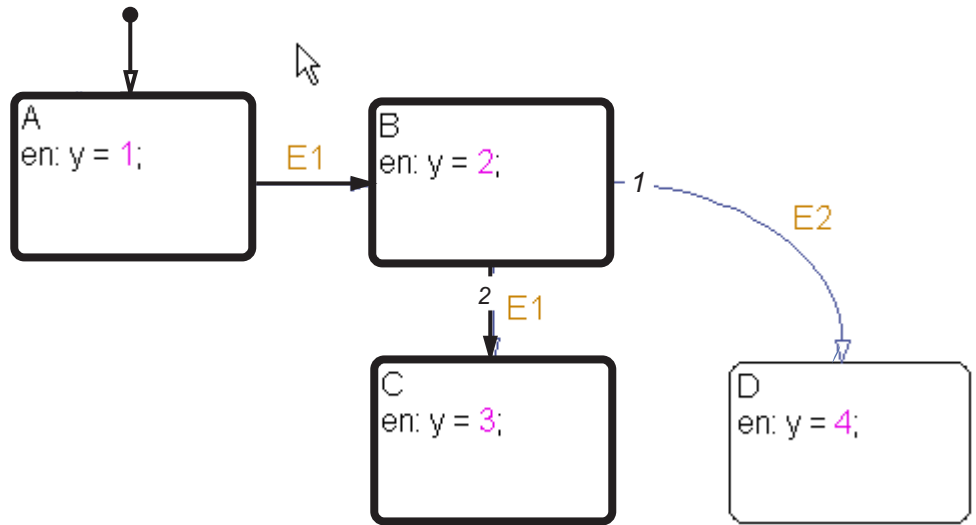 A
en: y = 1;
E1
B
en: y = 2;
1
E2
2
E1
C
en: y = 3;
D
en: y = 4;